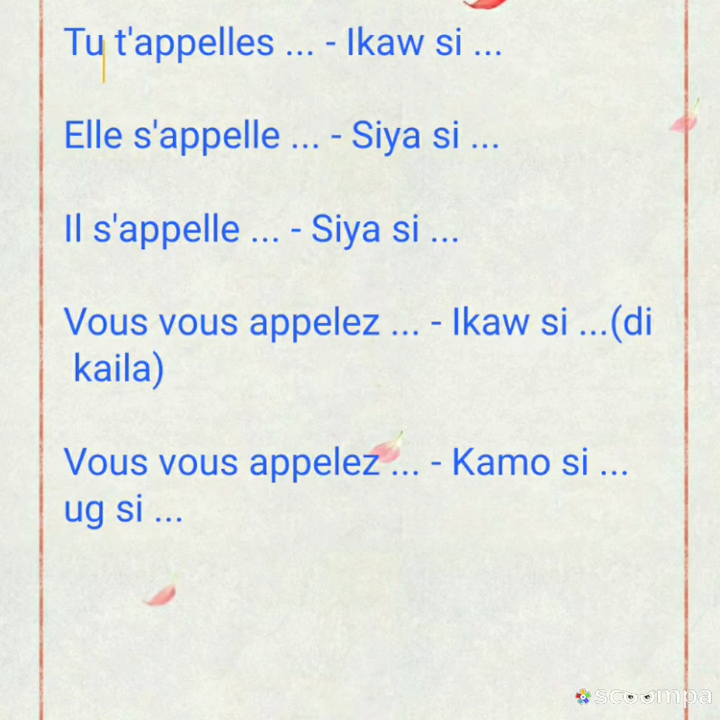 Tu t'appelles ... - Ikaw si ...
Elle s'appelle ... - Siya si ...
Il s'appelle ... - Siya si ...
Vous vous appelez ... - Ikaw si ...(di
kaila)
Vous vous appelez ... - Kamo si ...
ug si ...
scoompa